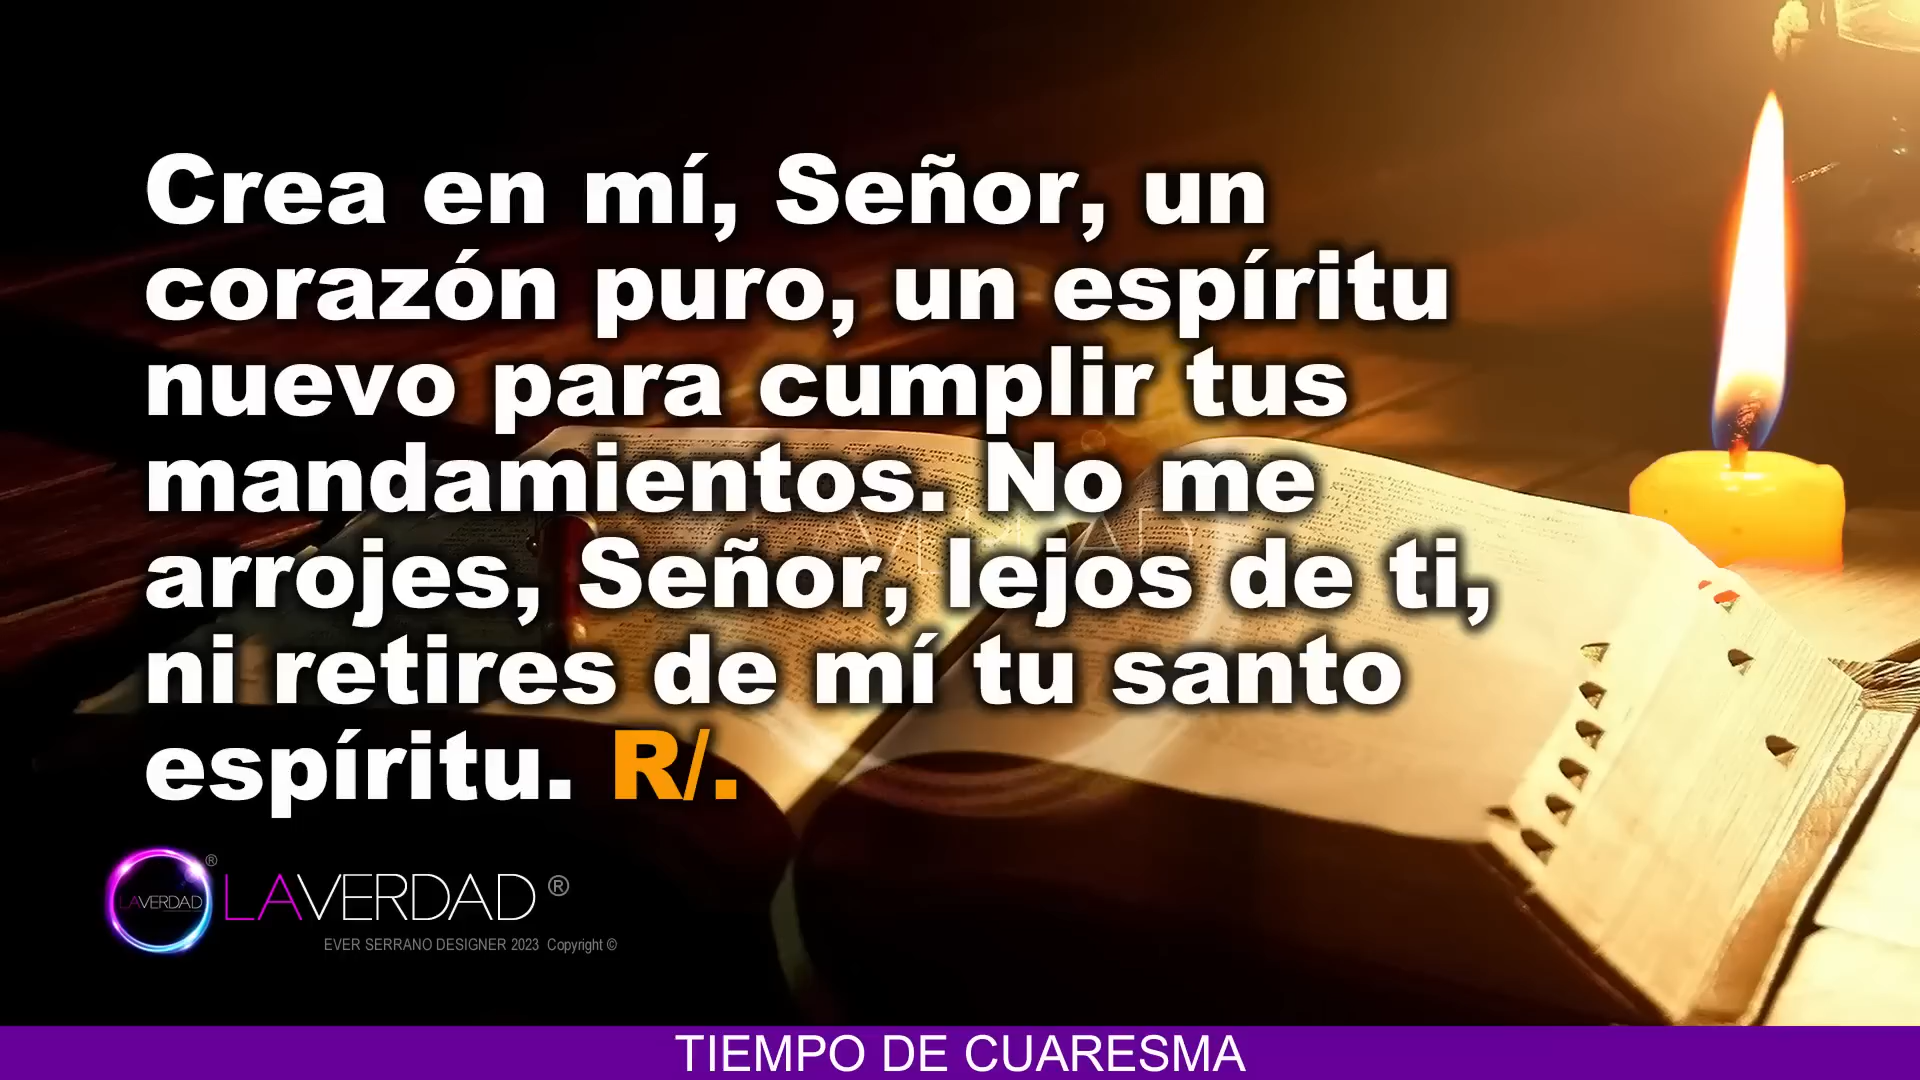 Crea en mí, Señor, un
corazón puro, un espíritu
nuevo para cumplir tus
mandamientos. No me
arrojes, Señor, lejos de ti,
ni retires de mí tu santo
espíritu. R/.
LAVERDAD ®
LAVERDAD ®
EVER SERRANO DESIGNER 2023 Copyright ©
TIEMPO DE CUARESMA